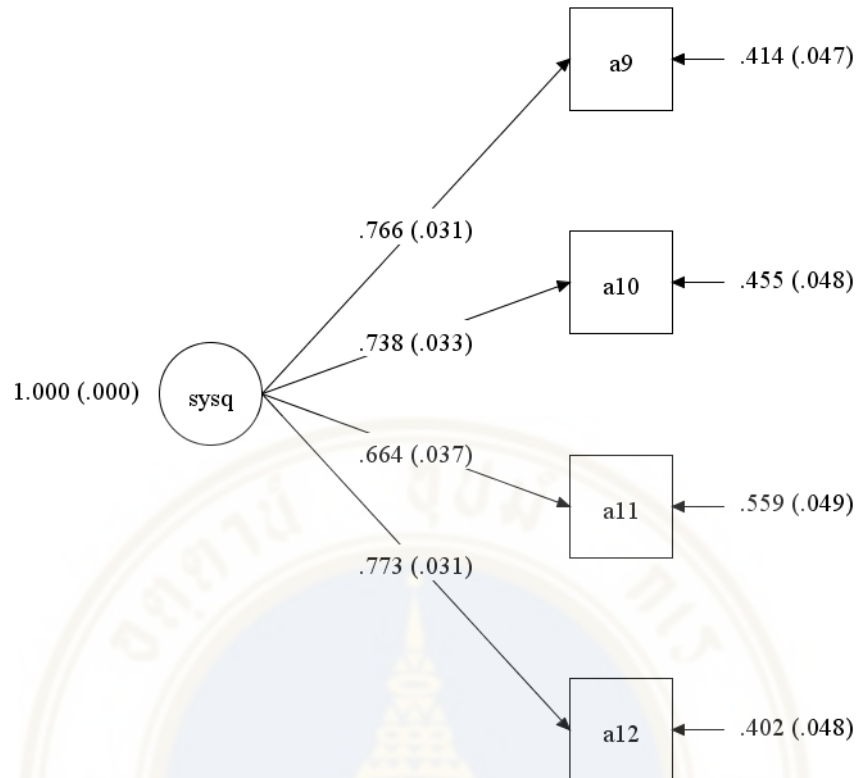 a9
.414 (.047)
.766 (.031)
a10
.455 (.048)
.738 (.033)
1.000 (.000)
sysq
.664 (.037)
a11
.559 (.049)
.773 (.031)
a12
.402 (.048)